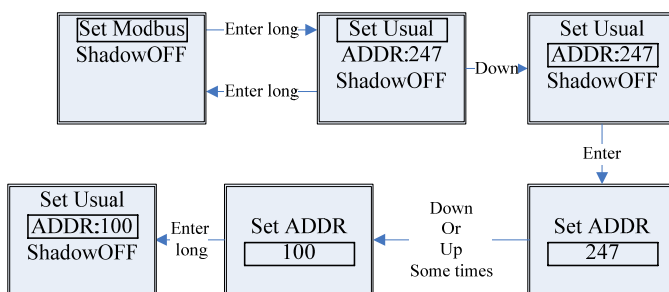 Set Modbus
ShadowOFF
Enter long
Enter long
Set Usual
ADDR:247
ShadowOFF
Down
Set Usual
ADDR:247
ShadowOFF
Enter
Set ADDR
247
Down
Or
Up
Some times
Set ADDR
100
Enter
long
Set Usual
ADDR:100
ShadowOFF